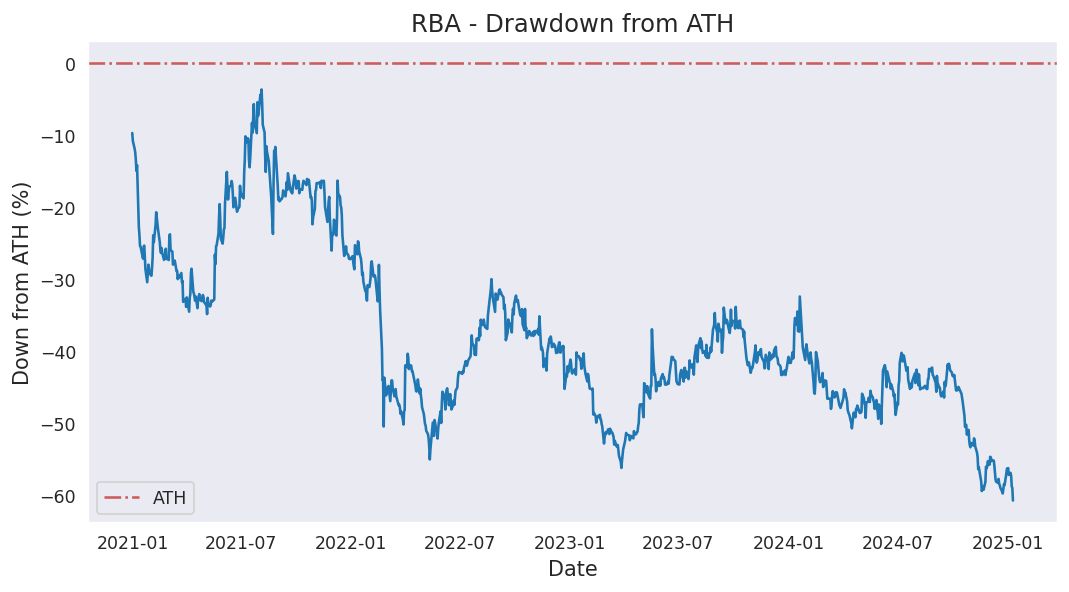 RBA - Drawdown from ATH
Down from ATH (%)
0
−10
−20
−30
−40
−50
−60
ATH
2021-01 2021-07 2022-01 2022-07 2023-01 2023-07 2024-01 2024-07 2025-01
Date